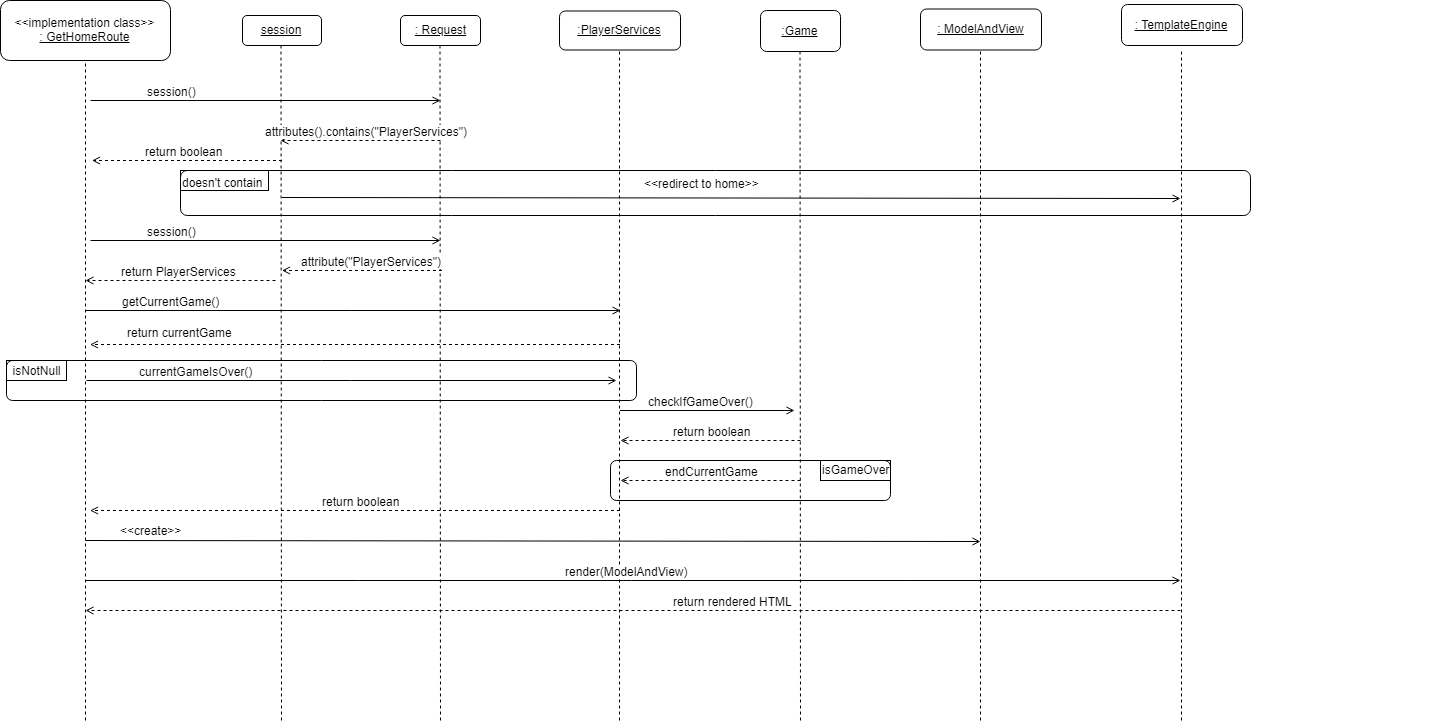 <<implementation class>>
: GetHomeRoute
session
: Request
:PlayerServices
:Game
: ModelAndView
: TemplateEngine
session()
attributes().contains("PlayerServices")
return boolean
doesn't contain
<<redirect to home>>
session()
attribute("PlayerServices")
return PlayerServices
getCurrentGame()
return currentGame
isNotNull
currentGameIsOver()
checkIfGameOver()
return boolean
endCurrentGame
isGameOver
return boolean
<<create>>
render(ModelAndView)
return rendered HTML